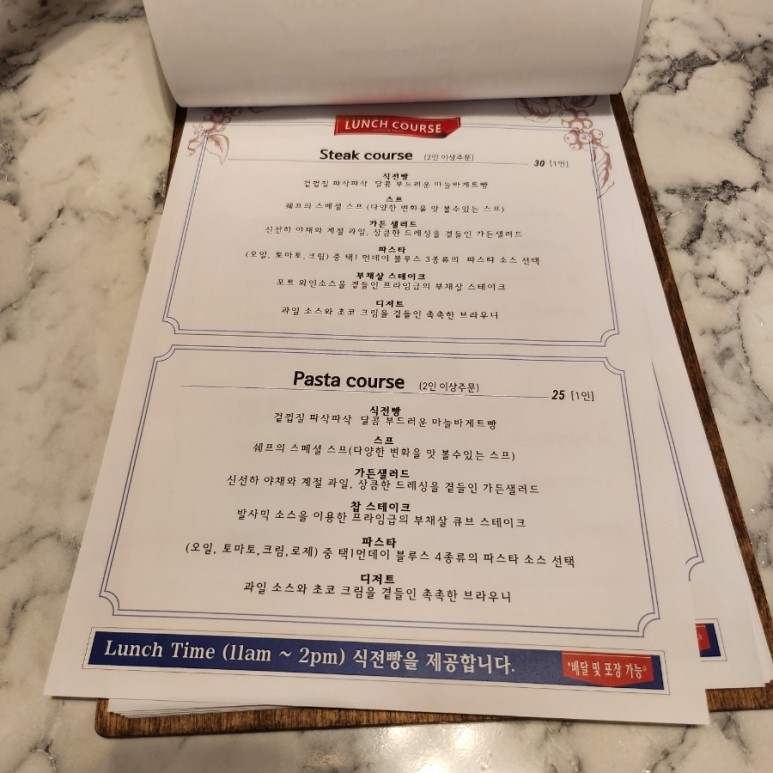 LUNCH COURSE
Steak course (2인 이상주문) 30 [1인]
식전빵
겉껍질 파삭파삭 달콤 부드러운 마늘바게트빵
스프
쉐프의 스페셜 스프 (다양한 변화을 맛 볼수있는 스프)
가든 샐러드
신선하 야채와 계절 과일, 상큼한 드레싱을 곁들인 가든샐러드
파스타
(오일, 토마토,크림) 중 택1 먼데이 블루스 3종류의 파스타 소스 선택
부채살 스테이크
포트 와인소스을 곁들인 프라임급의 부채살 스테이크
디저트
과일 소스와 초코 크림을 곁들인 촉촉한 브라우니
Pasta course (2인 이상주문) 25 [1인]
식전빵
겉껍질 파삭파삭 달콤 부드러운 마늘바게트빵
스프
쉐프의 스페셜 스프(다양한 변화을 맛 볼수있는 스프)
가든샐러드
신선하 야채와 계절 과일, 상큼한 드레싱을 곁들인 가든샐러드
찹 스테이크
발사믹 소스을 이용한 프라임급의 부채살 큐브 스테이크
파스타
(오일, 토마토,크림,로제) 중 택1먼데이 블루스 4종류의 파스타 소스 선택
디저트
과일 소스와 초코 크림을 곁들인 촉촉한 브라우니
Lunch Time (11am ~ 2pm) 식전빵을 제공합니다. *배달 및 포장 가능*